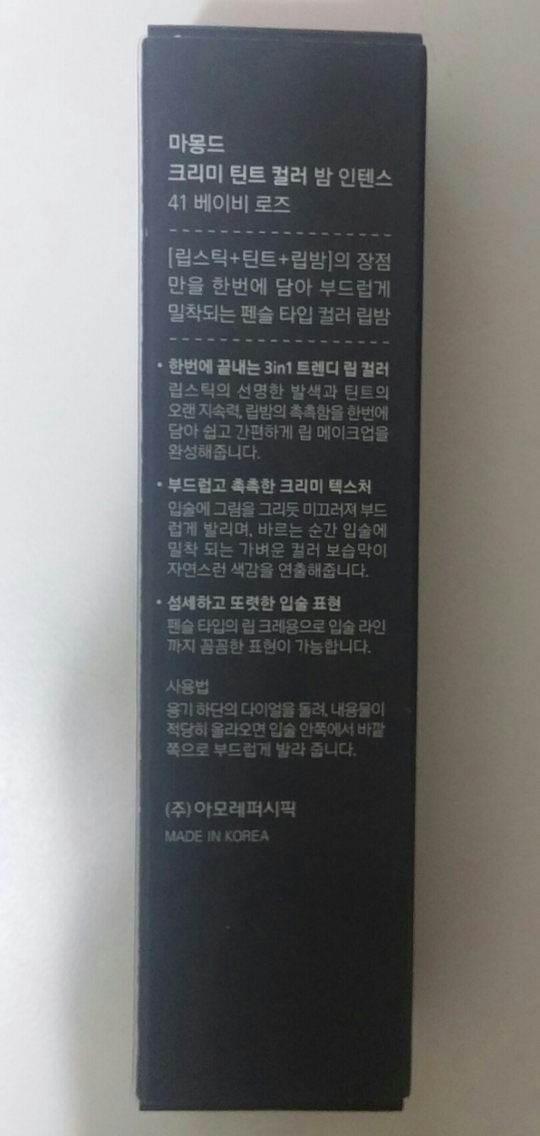 마몽드
크리미 틴트 컬러 밤 인텐스
41 베이비 로즈
[립스틱+틴트+립밤]의 장점
만을 한번에 담아 부드럽게
밀착되는 펜슬 타입 컬러 립밤
• 한번에 끝내는 3in1 트렌디 립 컬러
립스틱의 선명한 발색과 틴트의
오랜 지속력, 립밤의 촉촉함을 한번에
담아 쉽고 간편하게 립 메이크업을
완성해줍니다.
• 부드럽고 촉촉한 크리미 텍스처
입술에 그림을 그리듯 미끄러져 부드
럽게 발리며, 바르는 순간 입술에
밀착 되는 가벼운 컬러 보습막이
자연스런 색감을 연출해줍니다.
• 섬세하고 또렷한 입술 표현
펜슬 타입의 립 크레용으로 입술 라인
까지 꼼꼼한 표현이 가능합니다.
사용법
용기 하단의 다이얼을 돌려, 내용물이
적당히 올라오면 입술 안쪽에서 바깥
쪽으로 부드럽게 발라 줍니다.
(주)아모레퍼시픽
MADE IN KOREA